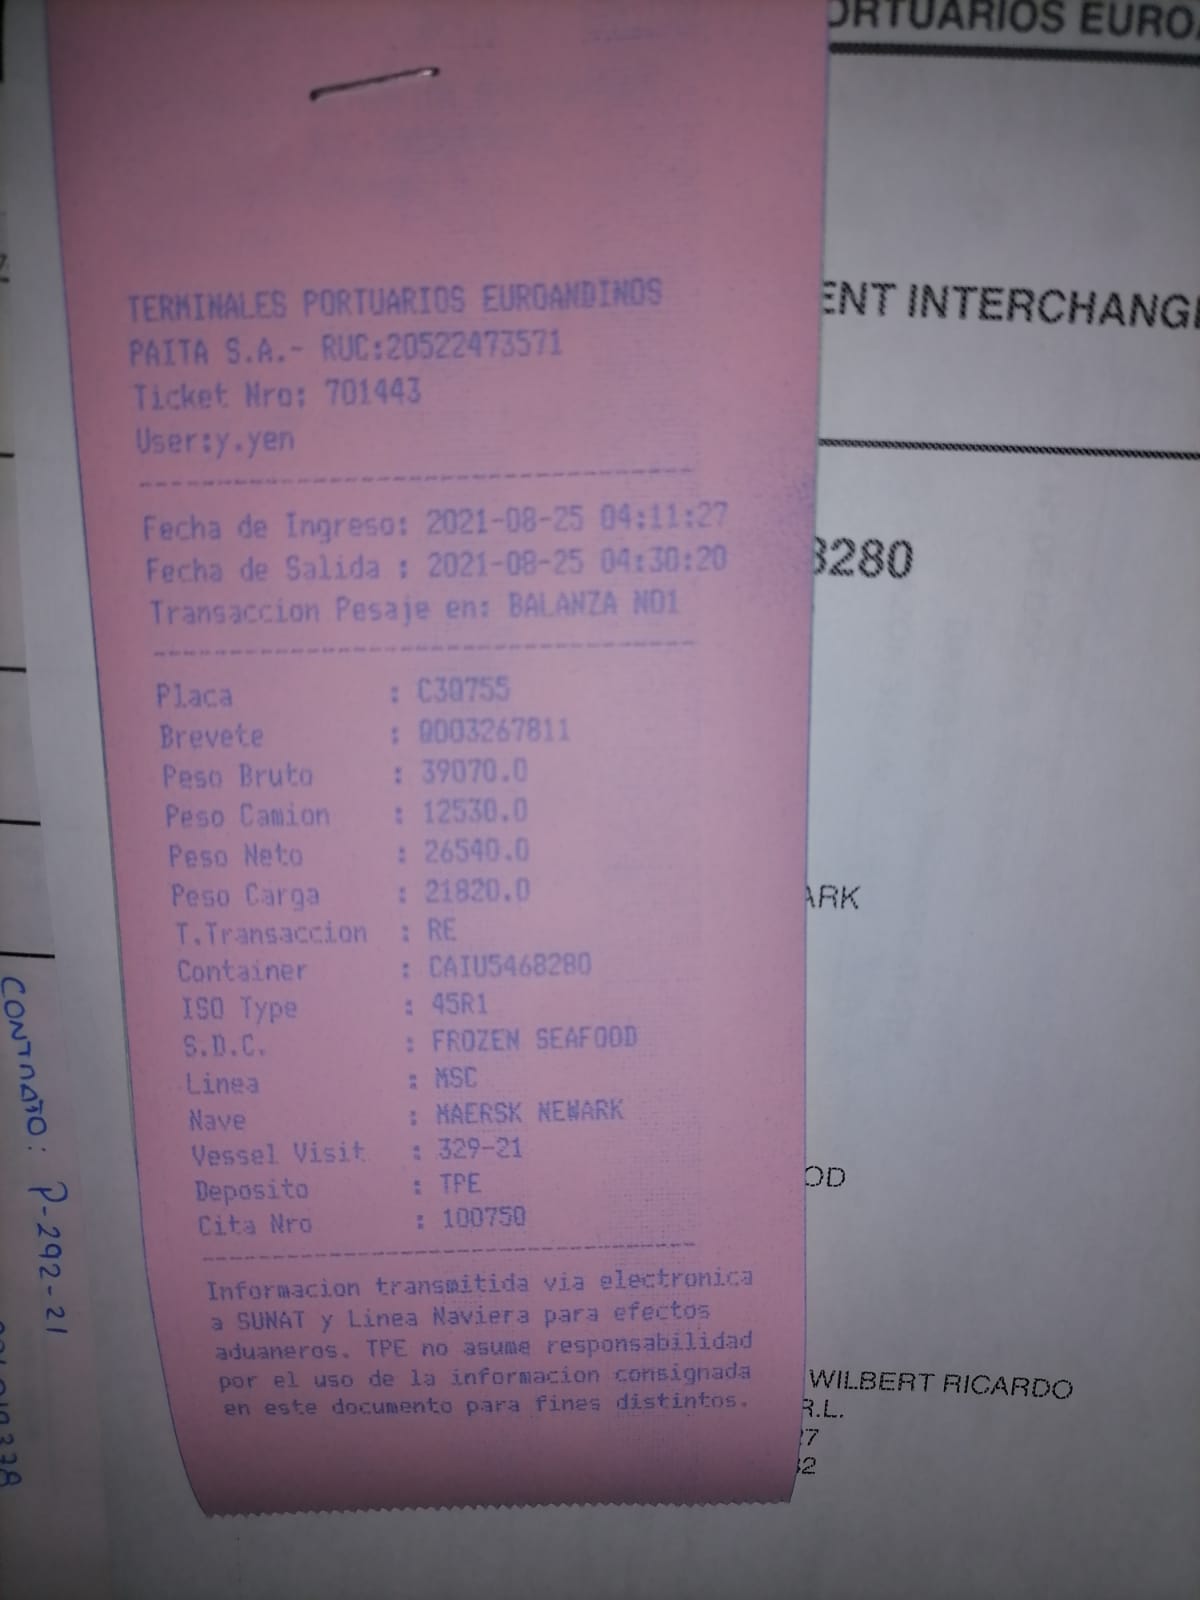 TERMINALES PORTUARIOS EUROANDINOS
PAITA S.A.- RUC:20522473571
Ticket Nro: 701443
User:y.yen
Fecha de Ingreso: 2021-08-25 04:11:27
Fecha de Salida : 2021-08-25 04:30:20
Transaccion Pesaje en: BALANZA NO1
Placa : C3Q755
Brevete : Q003267811
Peso Bruto : 39070.0
Peso Camion : 12530.0
Peso Neto : 26540.0
Peso Carga : 21820.0
T.Transaccion : RE
Container : CAIU5468280
ISO Type : 45R1
S.D.C. : FROZEN SEAFOOD
Linea : MSC
Nave : MAERSK NEWARK
Vessel Visit : 329-21
Deposito : TPE
Cita Nro : 100750
Informacion transmitida via electronica
a SUNAT y Linea Naviera para efectos
aduaneros. TPE no asume responsabilidad
por el uso de la informacion consignada
en este documento para fines distintos.
ORTUARIOS EURO
ENT INTERCHANG
3280
ARK
OD
WILBERT RICARDO
R.L.
27
32
CONTRATO: P-292-21